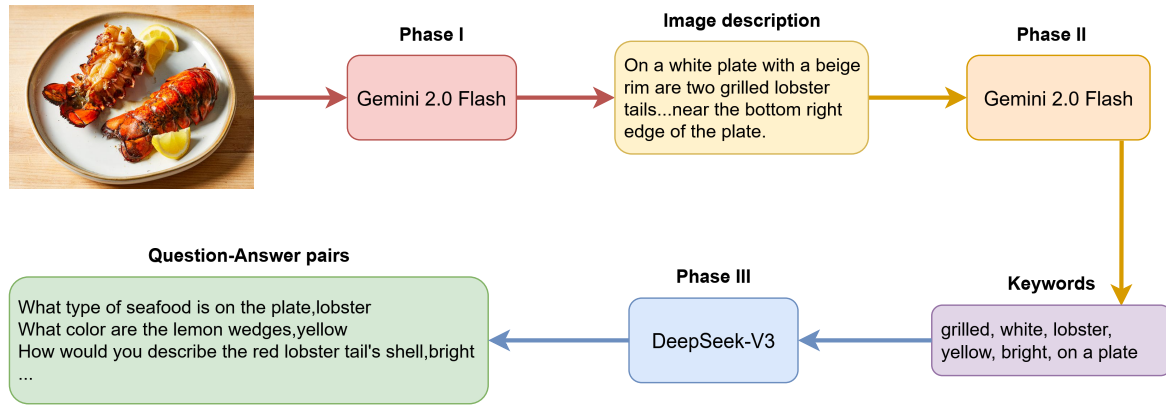 Phase I
Gemini 2.0 Flash
Image description
On a white plate with a beige
rim are two grilled lobster
tails...near the bottom right
edge of the plate.
Phase II
Gemini 2.0 Flash
Keywords
grilled, white, lobster,
yellow, bright, on a plate
Phase III
DeepSeek-V3
Question-Answer pairs
What type of seafood is on the plate,lobster
What color are the lemon wedges,yellow
How would you describe the red lobster tail's shell,bright
...